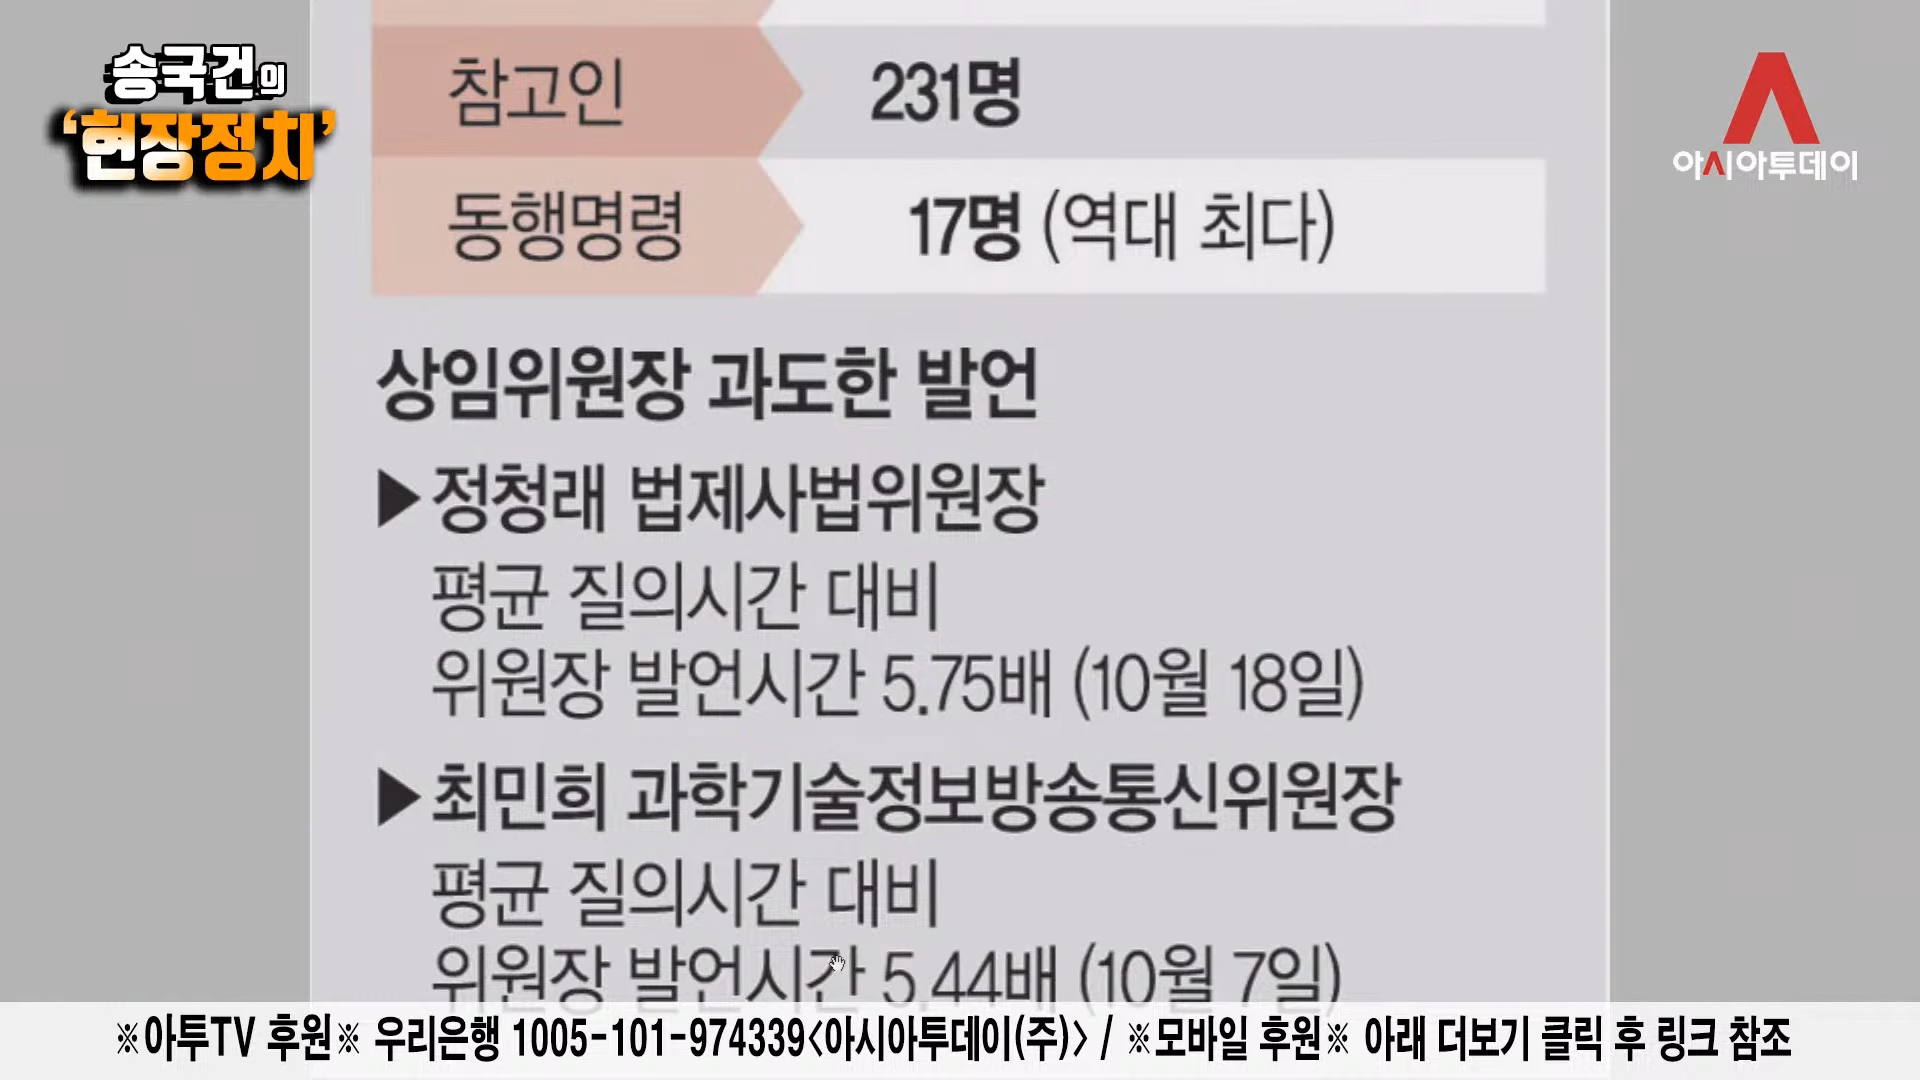 송국건의
'현장정치'
아시아투데이
참고인 231명
동행명령 17명 (역대 최다)
상임위원장 과도한 발언
▶정청래 법제사법위원장
평균 질의시간 대비
위원장 발언시간 5.75배 (10월 18일)
▶최민희 과학기술정보방송통신위원장
평균 질의시간 대비
위원장 발언시간 5.44배 (10월 7일)
※아투TV 후원※ 우리은행 1005-101-974339<아시아투데이(주)> / ※모바일 후원※ 아래 더보기 클릭 후 링크 참조